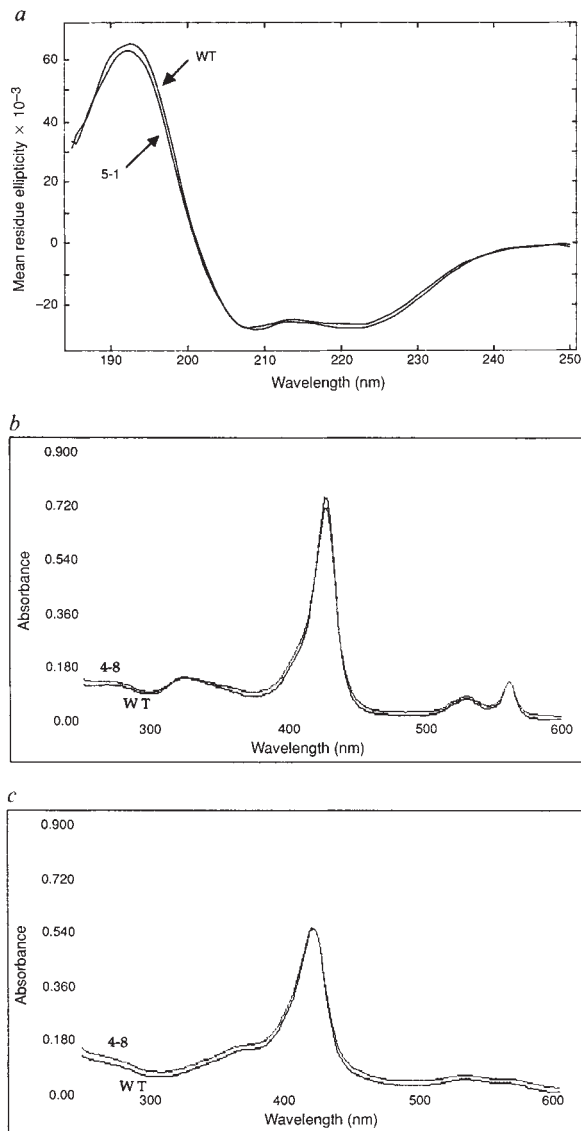 a
Mean residue ellipticity × 10⁻³
60
40
20
0
−20
WT
5-1
190 200 210 220 230 240 250
Wavelength (nm)
b
Absorbance
0.900
0.720
0.540
0.360
0.180
0.00
4-8
WT
300 400 500 600
Wavelength (nm)
c
Absorbance
0.900
0.720
0.540
0.360
0.180
0.00
4-8
WT
300 400 500 600
Wavelength (nm)